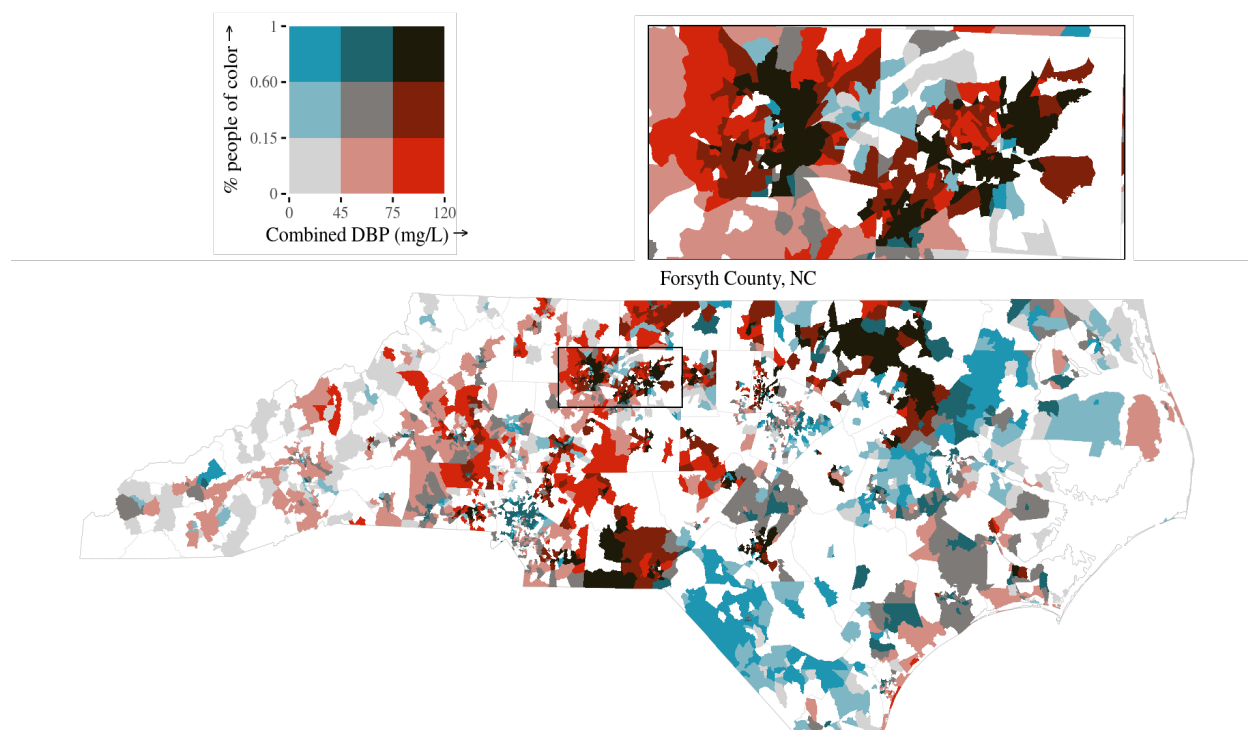 1
0.60
0.15
0
% people of color →
0 45 75 120
Combined DBP (mg/L) →
Forsyth County, NC